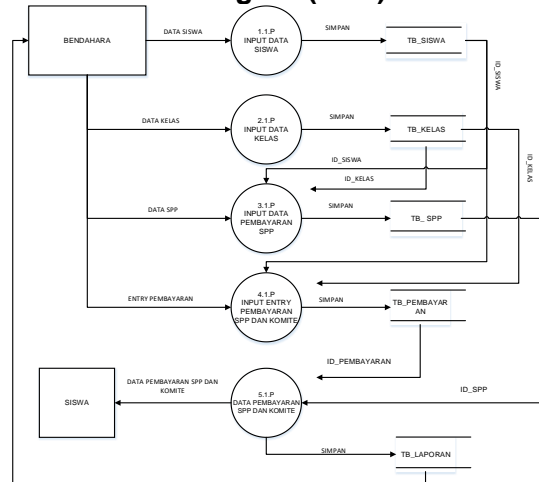 BENDAHARA
DATA SISWA
1.1.P
INPUT DATA
SISWA
SIMPAN
TB_SISWA
ID_SISWA
DATA KELAS
2.1.P
INPUT DATA
KELAS
SIMPAN
TB_KELAS
ID_KELAS
ID_SISWA
ID_KELAS
DATA SPP
3.1.P
INPUT DATA
PEMBAYARAN
SPP
SIMPAN
TB_ SPP
ENTRY PEMBAYARAN
4.1.P
INPUT ENTRY
PEMBAYARAN
SPP DAN KOMITE
SIMPAN
TB_PEMBAYAR
AN
ID_PEMBAYARAN
SISWA
DATA PEMBAYARAN SPP DAN
KOMITE
5.1.P
DATA PEMBAYARAN
SPP DAN KOMITE
ID_SPP
SIMPAN
TB_LAPORAN